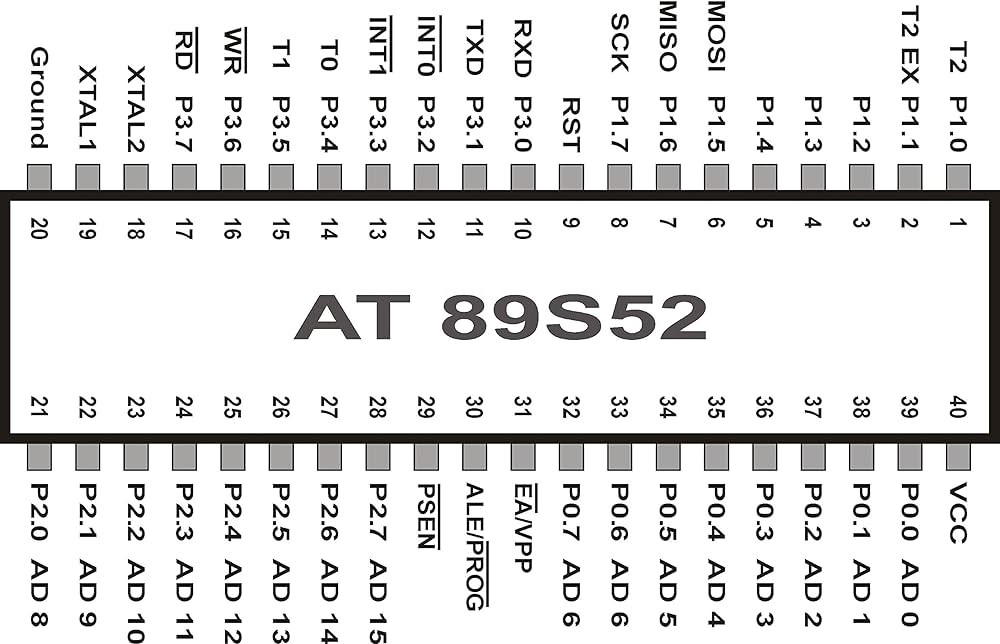 Ground
XTAL1
XTAL2
RD P3.7
WR P3.6
T1 P3.5
T0 P3.4
INT1 P3.3
INT0 P3.2
TXD P3.1
RXD P3.0
RST
SCK P1.7
MISO P1.6
MOSI P1.5
P1.4
P1.3
P1.2
T2 EX P1.1
T2 P1.0
20 19 18 17 16 15 14 13 12 11 10 9 8 7 6 5 4 3 2 1
AT 89S52
21 22 23 24 25 26 27 28 29 30 31 32 33 34 35 36 37 38 39 40
P2.0 AD 8
P2.1 AD 9
P2.2 AD 10
P2.3 AD 11
P2.4 AD 12
P2.5 AD 13
P2.6 AD 14
P2.7 AD 15
PSEN
ALE/PROG
EA/VPP
P0.7 AD 6
P0.6 AD 6
P0.5 AD 5
P0.4 AD 4
P0.3 AD 3
P0.2 AD 2
P0.1 AD 1
P0.0 AD 0
VCC